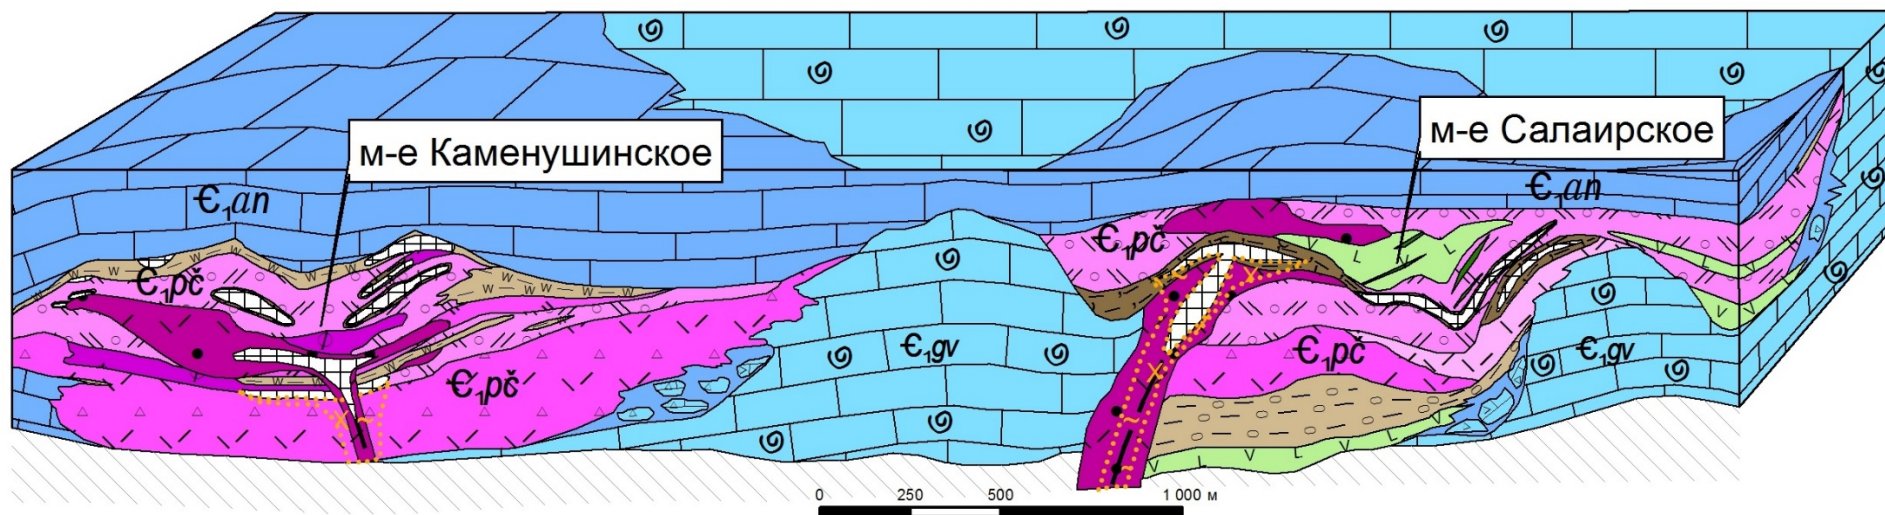 м-е Каменушинское
м-е Салаирское
Є₁an
Є₁an
Є₁pč
Є₁pč
Є₁pč
Є₁gv
Є₁pč
Є₁gv
0 250 500 1 000 м